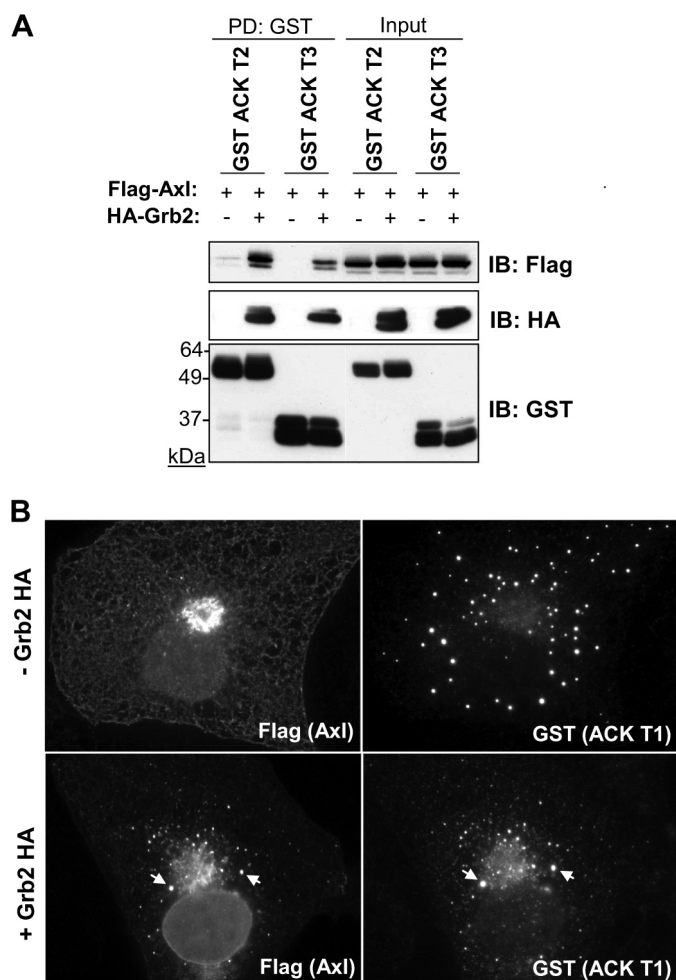 A
PD: GST Input
GST ACK T2 GST ACK T3 GST ACK T2 GST ACK T3
Flag-Axl: + + + + + + + +
HA-Grb2: - + - + - + - +
IB: Flag
IB: HA
64
49
37
kDa
IB: GST
B
- Grb2 HA
Flag (Axl) GST (ACK T1)
+ Grb2 HA
Flag (Axl) GST (ACK T1)